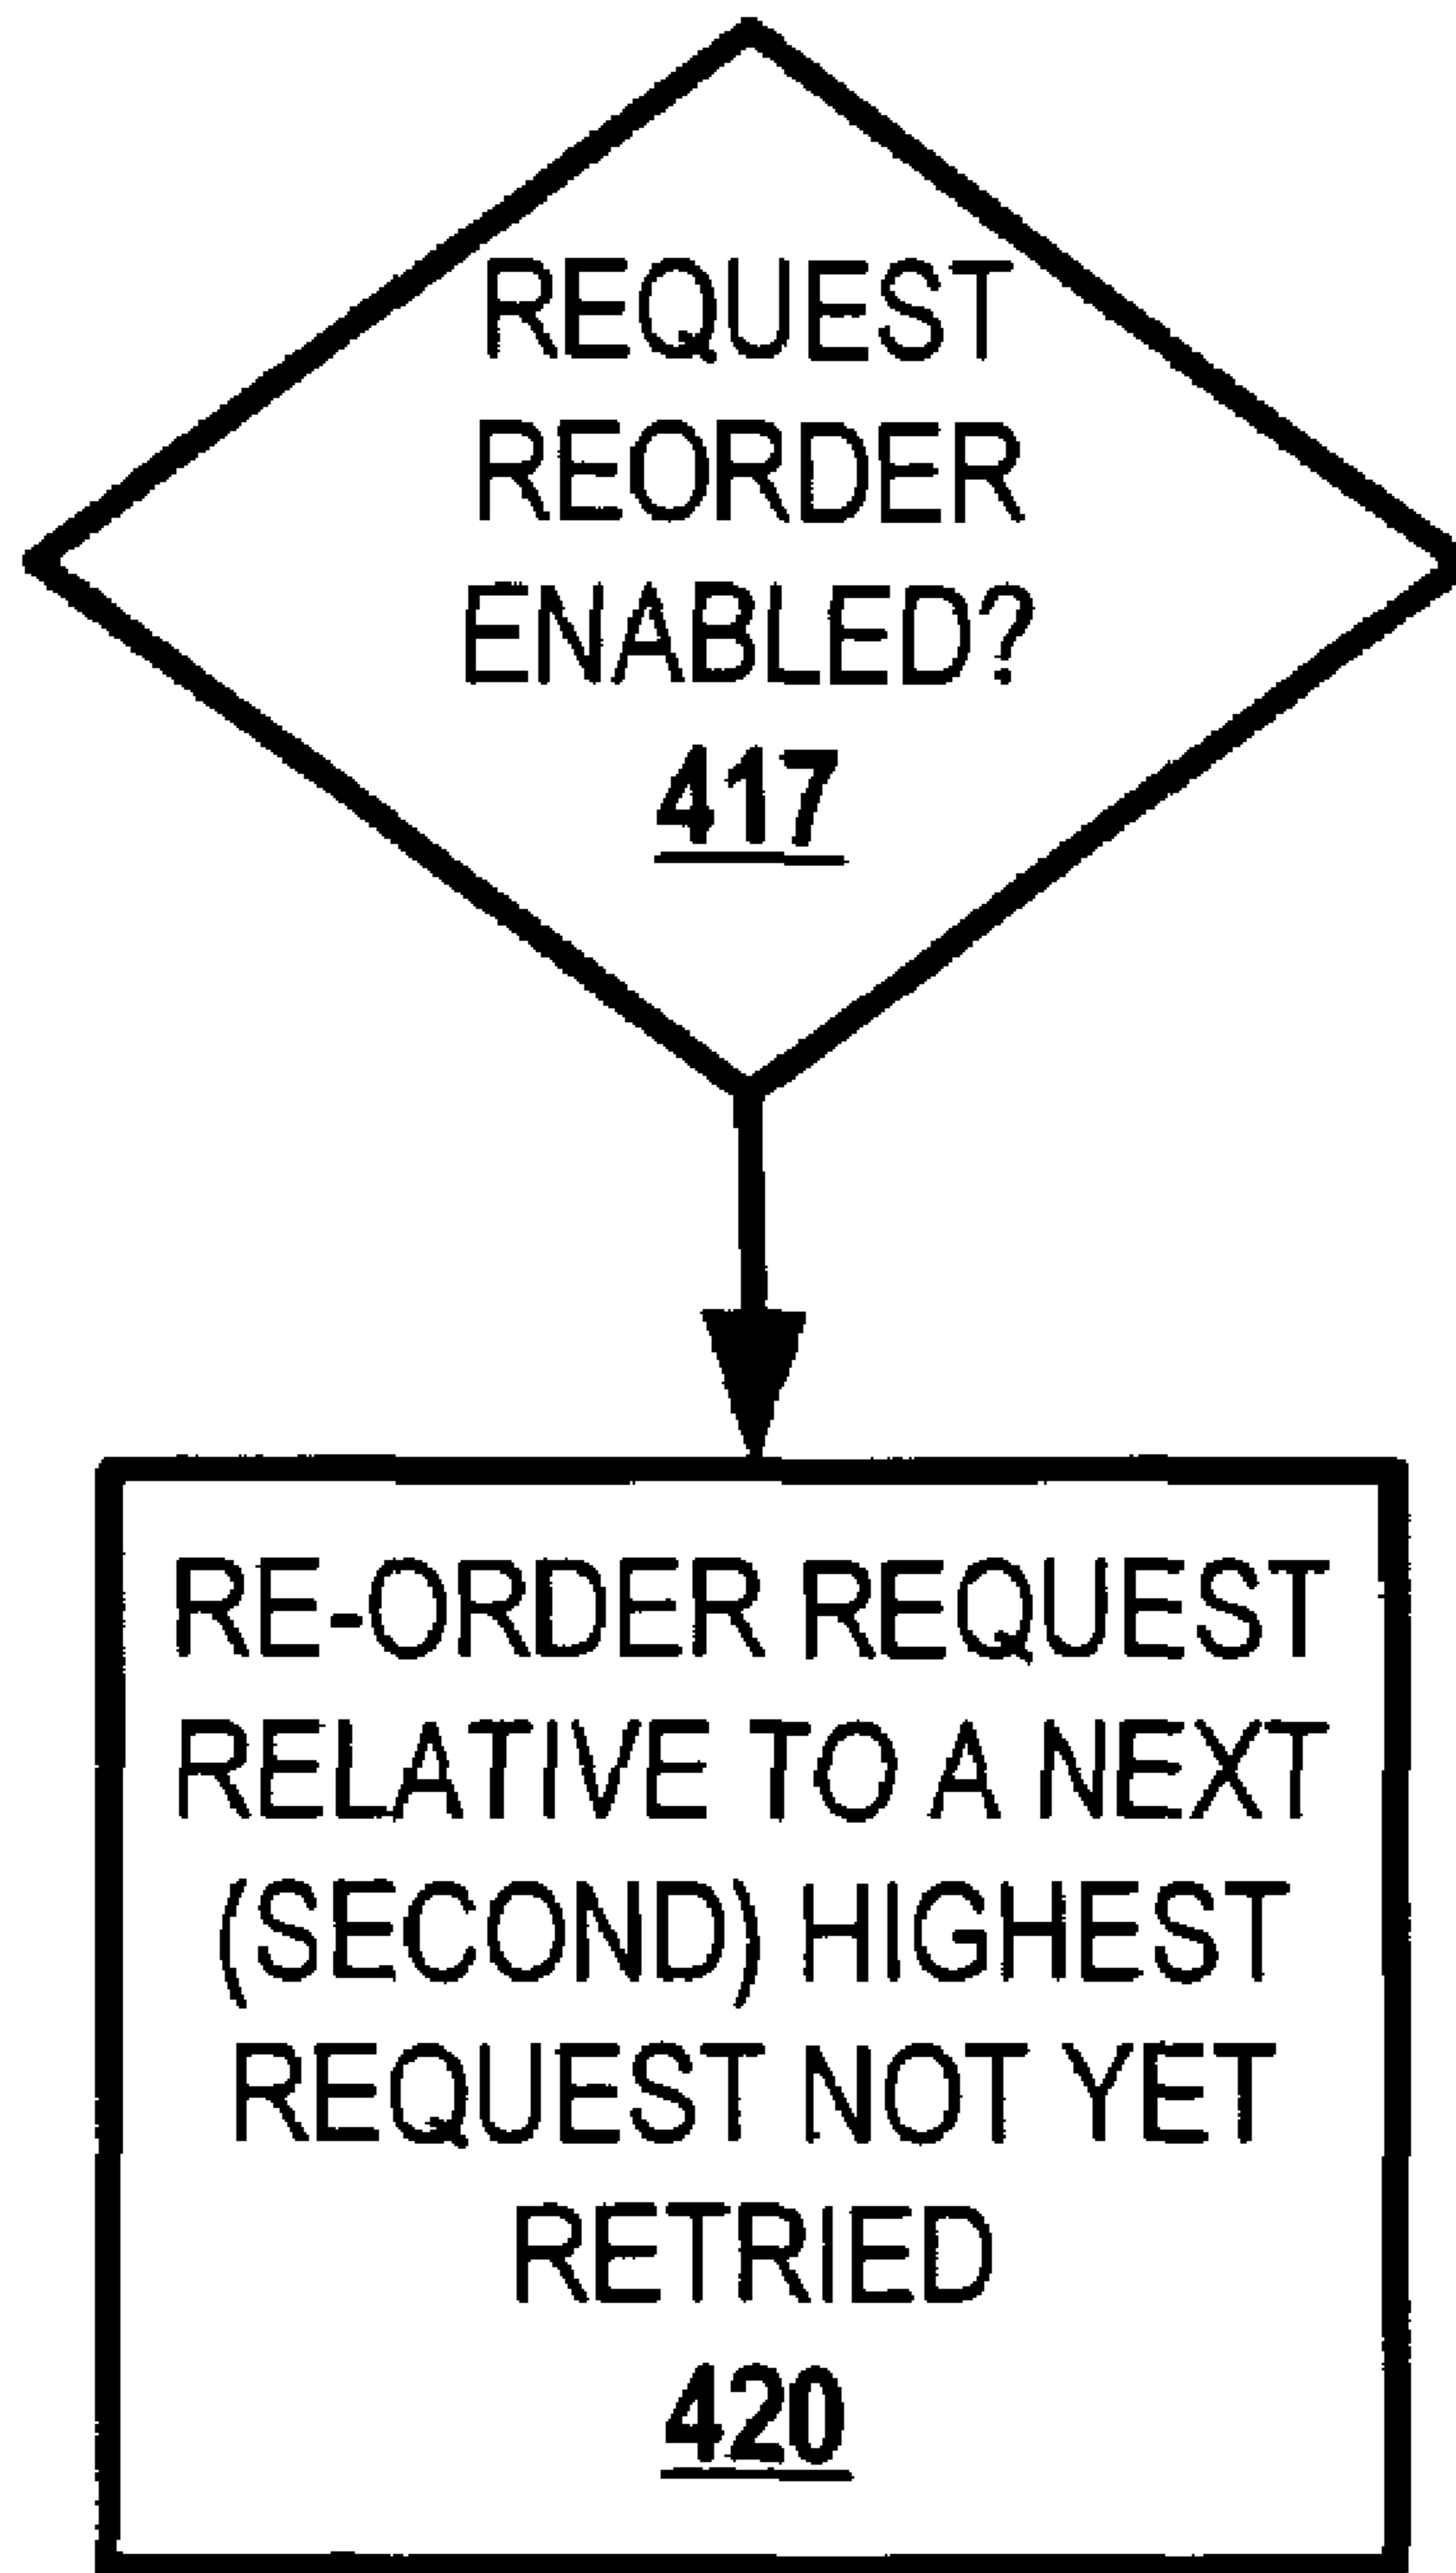 REQUEST
REORDER
ENABLED?
417
RE-ORDER REQUEST
RELATIVE TO A NEXT
(SECOND) HIGHEST
REQUEST NOT YET
RETRIED
420